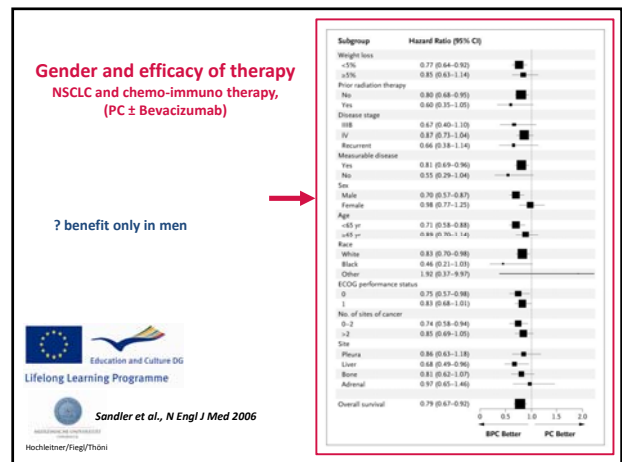 Gender and efficacy of therapy
NSCLC and chemo-immuno therapy,
(PC ± Bevacizumab)
? benefit only in men
Education and Culture DG
Lifelong Learning Programme
Sandler et al., N Engl J Med 2006
Hochleitner/Fiegl/Thöni
Subgroup Hazard Ratio (95% CI)
Weight loss
<5% 0.77 (0.64–0.92)
≥5% 0.85 (0.63–1.14)
Prior radiation therapy
No 0.80 (0.68–0.95)
Yes 0.60 (0.35–1.05)
Disease stage
IIIB 0.67 (0.40–1.10)
IV 0.87 (0.73–1.04)
Recurrent 0.66 (0.38–1.14)
Measurable disease
Yes 0.81 (0.69–0.96)
No 0.55 (0.29–1.04)
Sex
Male 0.70 (0.57–0.87)
Female 0.98 (0.77–1.25)
Age
<65 yr 0.71 (0.58–0.88)
≥65 yr 0.89 (0.70–1.14)
Race
White 0.83 (0.70–0.98)
Black 0.46 (0.21–1.03)
Other 1.92 (0.37–9.97)
ECOG performance status
0 0.75 (0.57–0.98)
1 0.83 (0.68–1.01)
No. of sites of cancer
0–2 0.74 (0.58–0.94)
>2 0.85 (0.69–1.05)
Site
Pleura 0.86 (0.63–1.18)
Liver 0.68 (0.49–0.96)
Bone 0.81 (0.62–1.07)
Adrenal 0.97 (0.65–1.46)
Overall survival 0.79 (0.67–0.92)
0 0.5 1.0 1.5 2.0
BPC Better PC Better